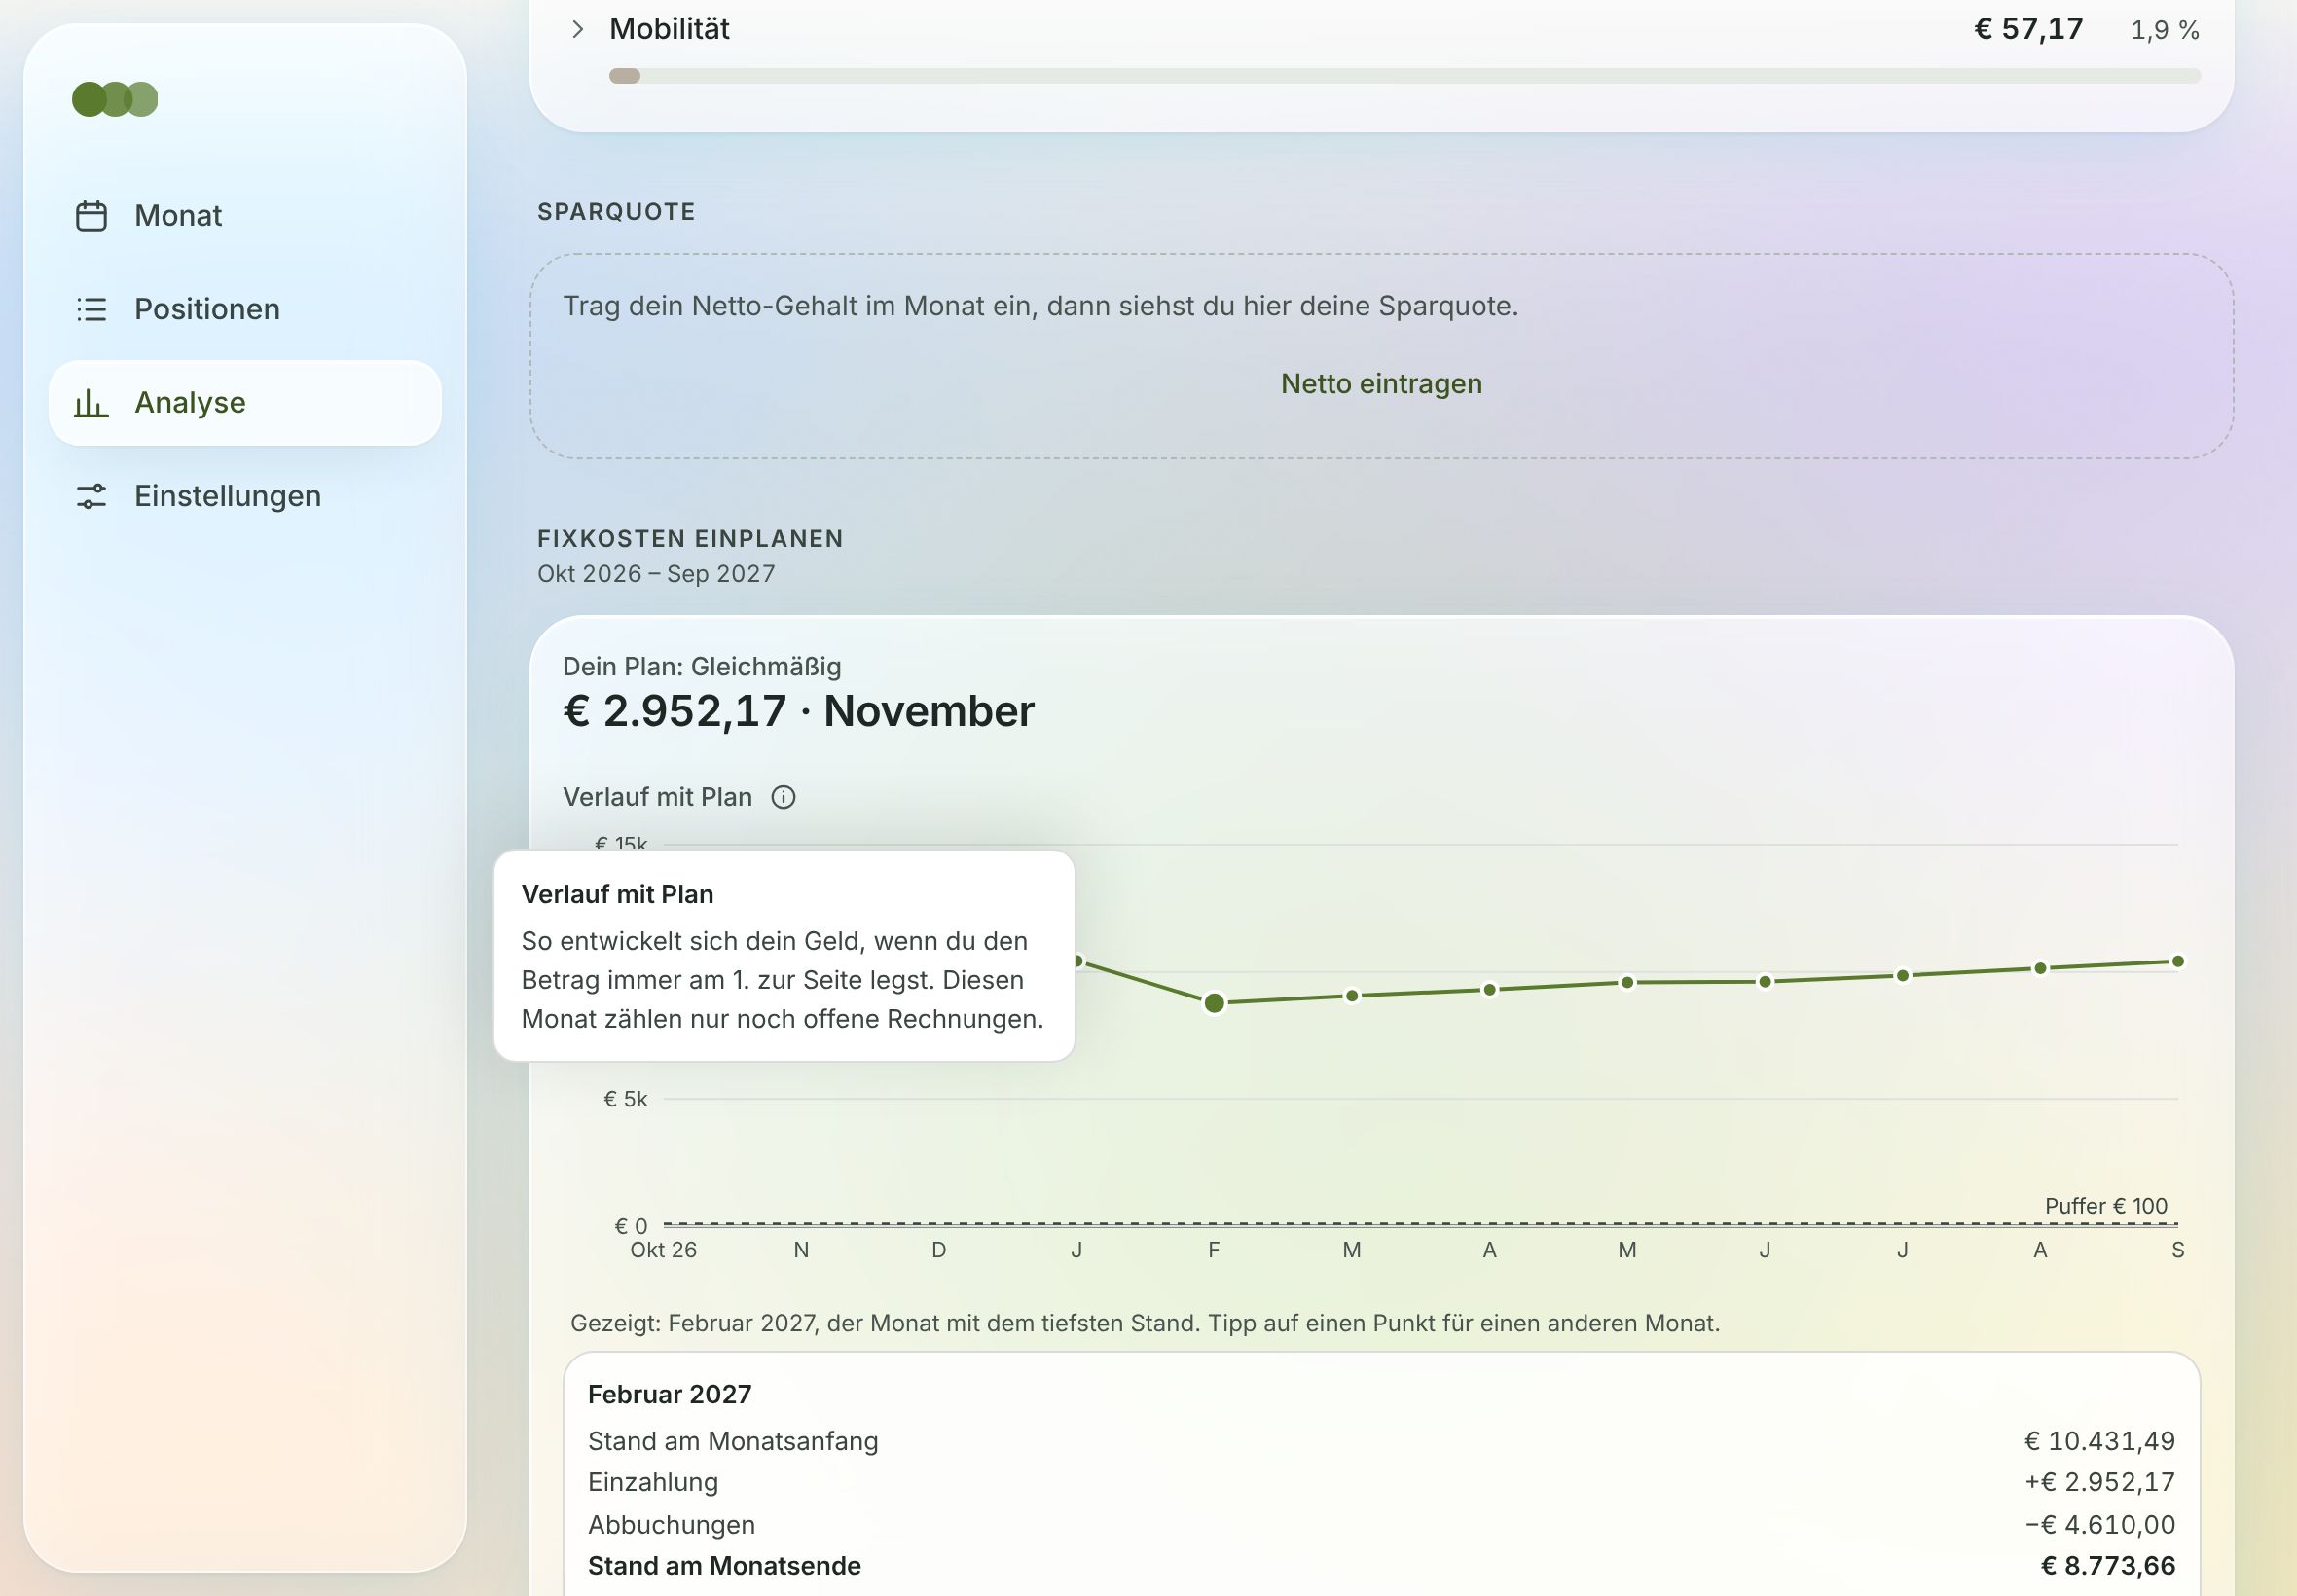 Mobilität
€ 57,17 1,9 %
Monat
Positionen
Analyse
Einstellungen
SPARQUOTE
Trag dein Netto-Gehalt im Monat ein, dann siehst du hier deine Sparquote.
Netto eintragen
FIXKOSTEN EINPLANEN
Okt 2026 – Sep 2027
Dein Plan: Gleichmäßig
€ 2.952,17 · November
Verlauf mit Plan
€ 15k
Verlauf mit Plan
So entwickelt sich dein Geld, wenn du den
Betrag immer am 1. zur Seite legst. Diesen
Monat zählen nur noch offene Rechnungen.
€ 5k
Puffer € 100
€ 0
Okt 26 N D J F M A M J J A S
Gezeigt: Februar 2027, der Monat mit dem tiefsten Stand. Tipp auf einen Punkt für einen anderen Monat.
Februar 2027
Stand am Monatsanfang € 10.431,49
Einzahlung +€ 2.952,17
Abbuchungen −€ 4.610,00
Stand am Monatsende € 8.773,66